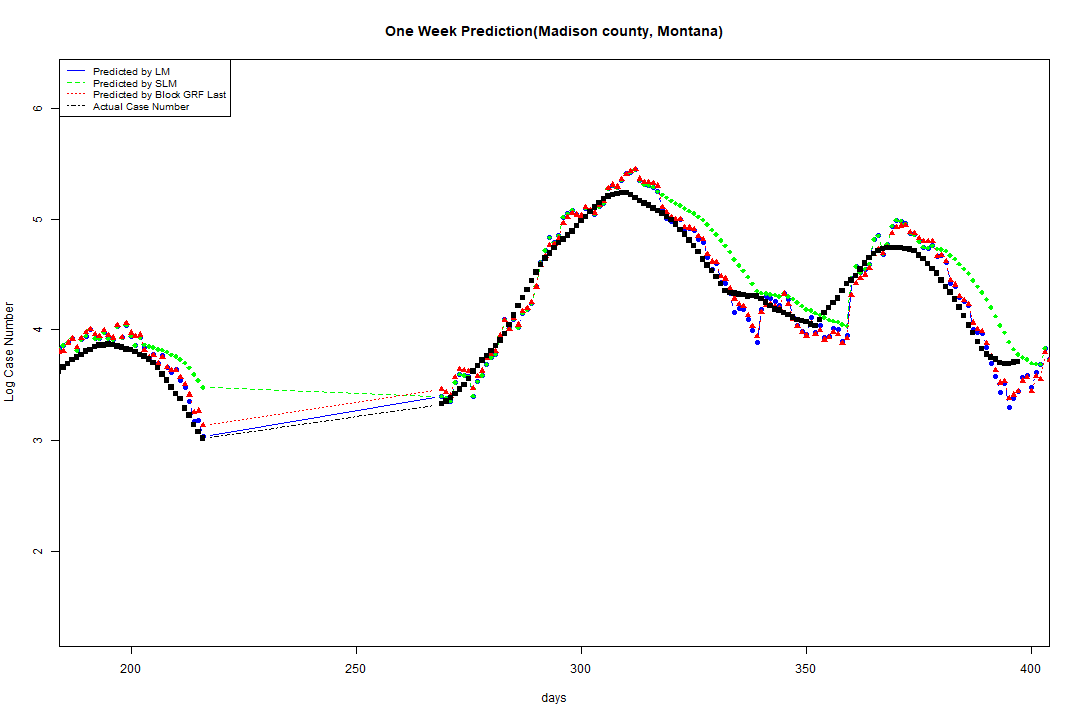 One Week Prediction(Madison county, Montana)
Predicted by LM
Predicted by SLM
Predicted by Block GRF Last
Actual Case Number
6
5
4
3
2
Log Case Number
200 250 300 350 400
days